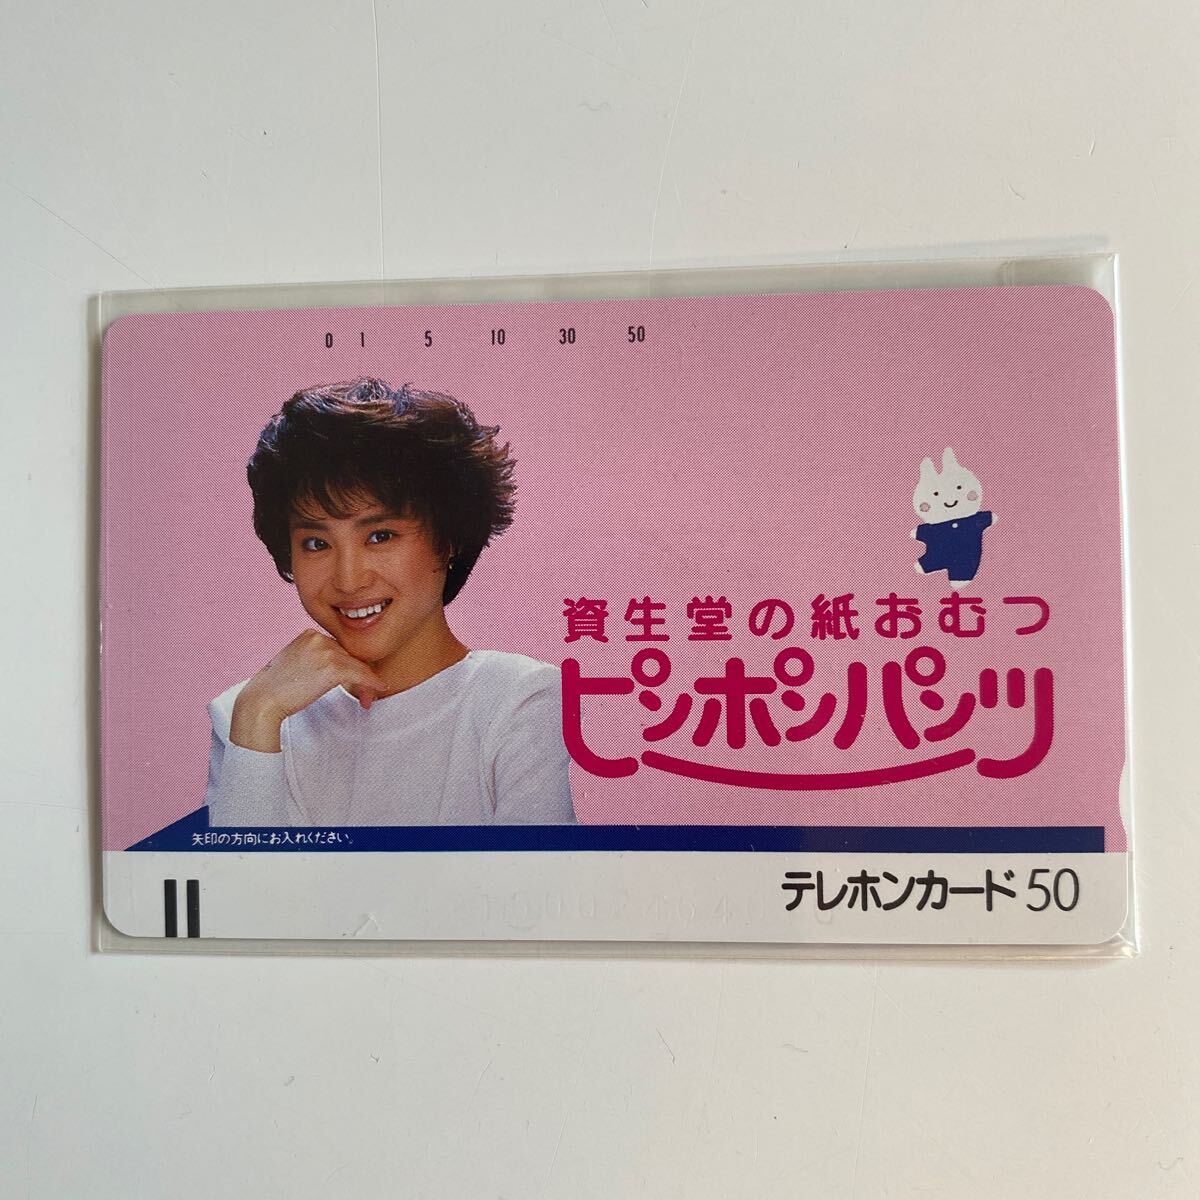 0 1 5 10 30 50
資生堂の紙おむつ
ピンポンパンツ
矢印の方向にお入れください。
テレホンカード50